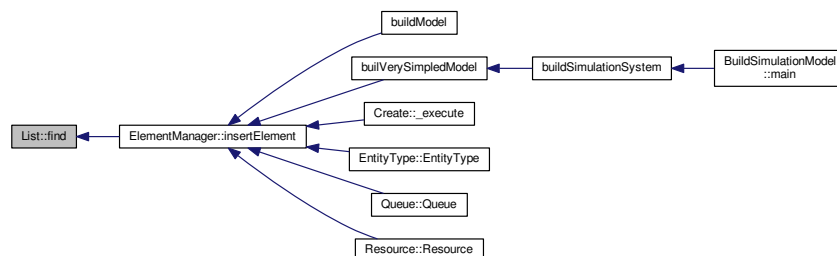 buildModel
builVerySimpledModel
buildSimulationSystem
BuildSimulationModel
::main
Create::_execute
List::find
ElementManager::insertElement
EntityType::EntityType
Queue::Queue
Resource::Resource